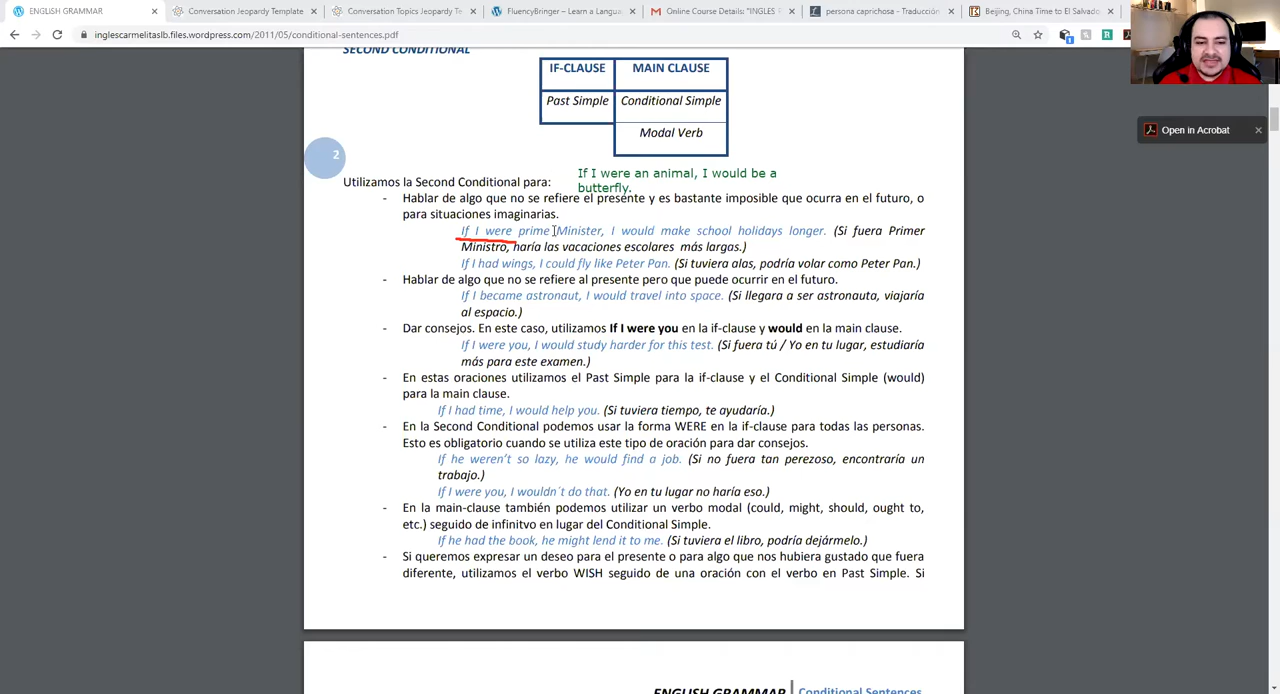 ENGLISH GRAMMAR
Conversation Jeopardy Template
Conversation Topics Jeopardy Te
FluencyBringer – Learn a Langua
Online Course Details: "INGLES P
persona caprichosa - Traducción
Beijing, China Time to El Salvado
inglescarmelitaslb.files.wordpress.com/2011/05/conditional-sentences.pdf
Open in Acrobat
SECOND CONDITIONAL
IF-CLAUSE MAIN CLAUSE
Past Simple Conditional Simple
Modal Verb
2
If I were an animal, I would be a
butterfly.
Utilizamos la Second Conditional para:
- Hablar de algo que no se refiere el presente y es bastante imposible que ocurra en el futuro, o
para situaciones imaginarias.
If I were prime Minister, I would make school holidays longer. (Si fuera Primer
Ministro, haría las vacaciones escolares más largas.)
If I had wings, I could fly like Peter Pan. (Si tuviera alas, podría volar como Peter Pan.)
- Hablar de algo que no se refiere al presente pero que puede ocurrir en el futuro.
If I became astronaut, I would travel into space. (Si llegara a ser astronauta, viajaría
al espacio.)
- Dar consejos. En este caso, utilizamos If I were you en la if-clause y would en la main clause.
If I were you, I would study harder for this test. (Si fuera tú / Yo en tu lugar, estudiaría
más para este examen.)
- En estas oraciones utilizamos el Past Simple para la if-clause y el Conditional Simple (would)
para la main clause.
If I had time, I would help you. (Si tuviera tiempo, te ayudaría.)
- En la Second Conditional podemos usar la forma WERE en la if-clause para todas las personas.
Esto es obligatorio cuando se utiliza este tipo de oración para dar consejos.
If he weren't so lazy, he would find a job. (Si no fuera tan perezoso, encontraría un
trabajo.)
If I were you, I wouldn´t do that. (Yo en tu lugar no haría eso.)
- En la main-clause también podemos utilizar un verbo modal (could, might, should, ought to,
etc.) seguido de infinitvo en lugar del Conditional Simple.
If he had the book, he might lend it to me. (Si tuviera el libro, podría dejármelo.)
- Si queremos expresar un deseo para el presente o para algo que nos hubiera gustado que fuera
diferente, utilizamos el verbo WISH seguido de una oración con el verbo en Past Simple. Si
ENGLISH GRAMMAR Conditional Sentences